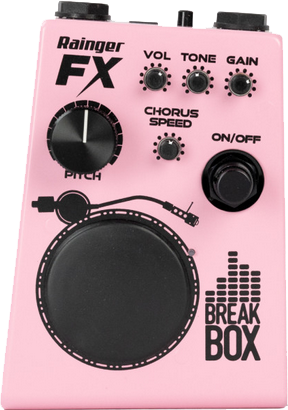 Rainger
FX
VOL TONE GAIN
CHORUS
SPEED
ON/OFF
PITCH
BREAK
BOX